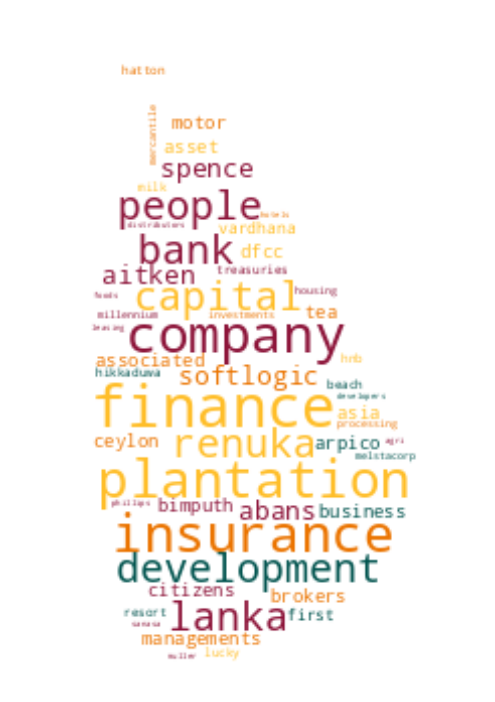 hatton
mercantile
motor
asset
spence
milk
people
hotels
distributors
vardhana
bank
dfcc
aitken
treasuries
capital
housing
foods
millennium
investments
tea
leasing
company
associated
hnb
hikkaduwa
softlogic
beach
developers
finance
asia
processing
ceylon
renuka
arpico
agri
melstacorp
plantation
phillips
bimputh
abans
business
insurance
development
citizens
brokers
resort
lanka
first
sanasa
managements
muller
lucky